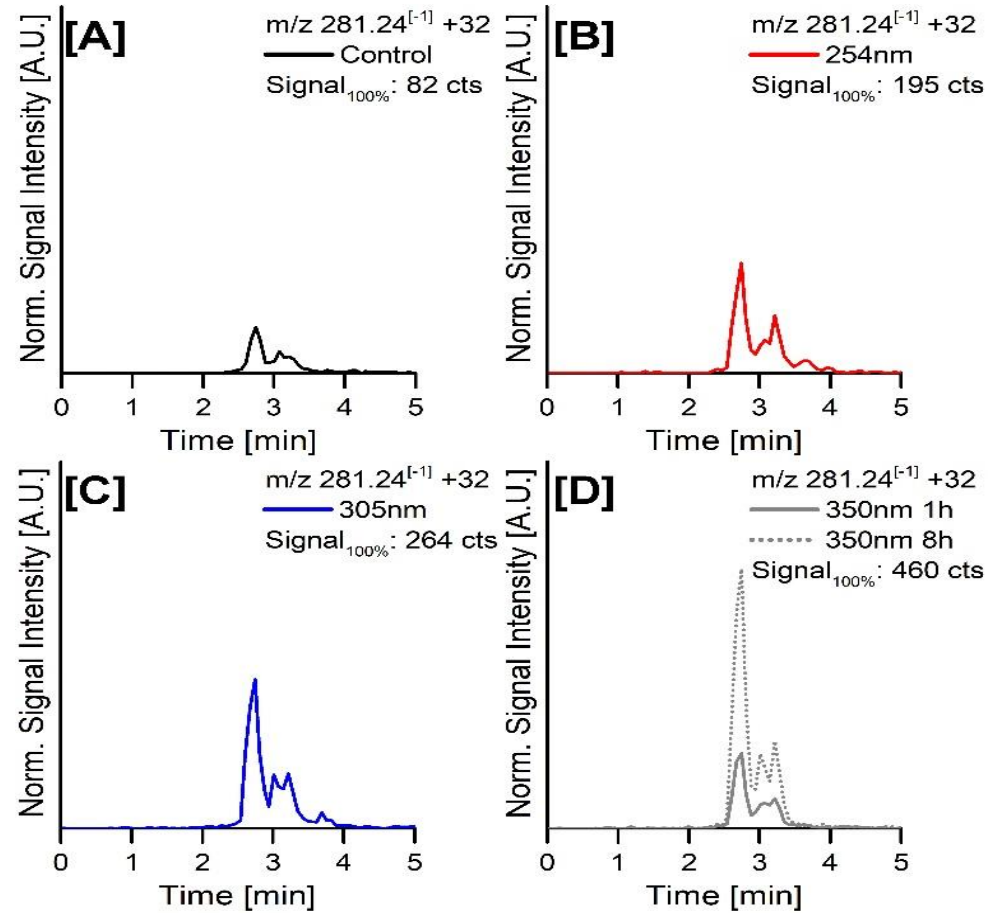 [A]
m/z 281.24[-1] +32
Control
Signal100%: 82 cts
Norm. Signal Intensity [A.U.]
0 1 2 3 4 5
Time [min]
[B]
m/z 281.24[-1] +32
254nm
Signal100%: 195 cts
Norm. Signal Intensity [A.U.]
0 1 2 3 4 5
Time [min]
[C]
m/z 281.24[-1] +32
305nm
Signal100%: 264 cts
Norm. Signal Intensity [A.U.]
0 1 2 3 4 5
Time [min]
[D]
m/z 281.24[-1] +32
350nm 1h
350nm 8h
Signal100%: 460 cts
Norm. Signal Intensity [A.U.]
0 1 2 3 4 5
Time [min]